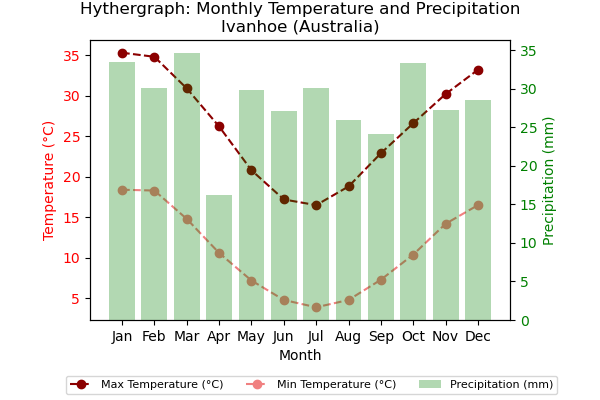 Hythergraph: Monthly Temperature and Precipitation
Ivanhoe (Australia)
Temperature (°C)
35
30
25
20
15
10
5
35
30
25
20
15
10
5
0
Precipitation (mm)
Jan Feb Mar Apr May Jun Jul Aug Sep Oct Nov Dec
Month
Max Temperature (°C) Min Temperature (°C) Precipitation (mm)